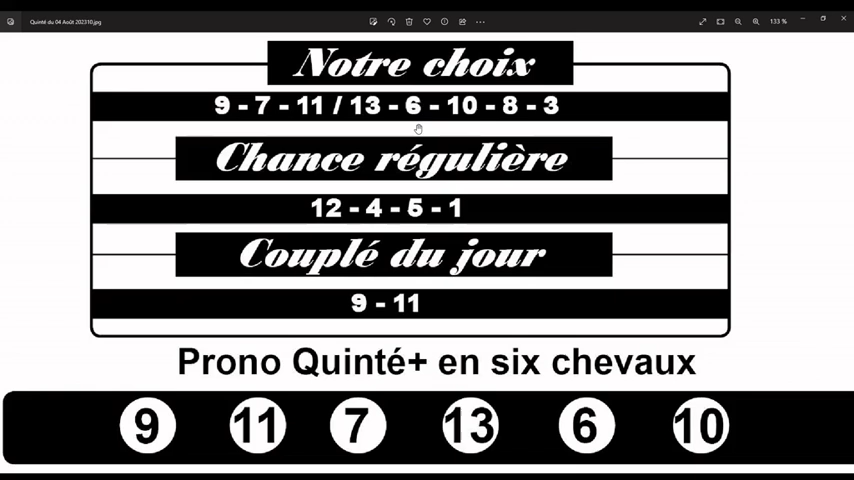 Quinté du 04 Août 202310.jpg
133 %
Notre choix
9 - 7 - 11 / 13 - 6 - 10 - 8 - 3
Chance régulière
12 - 4 - 5 - 1
Couplé du jour
9 - 11
Prono Quinté+ en six chevaux
9 11 7 13 6 10